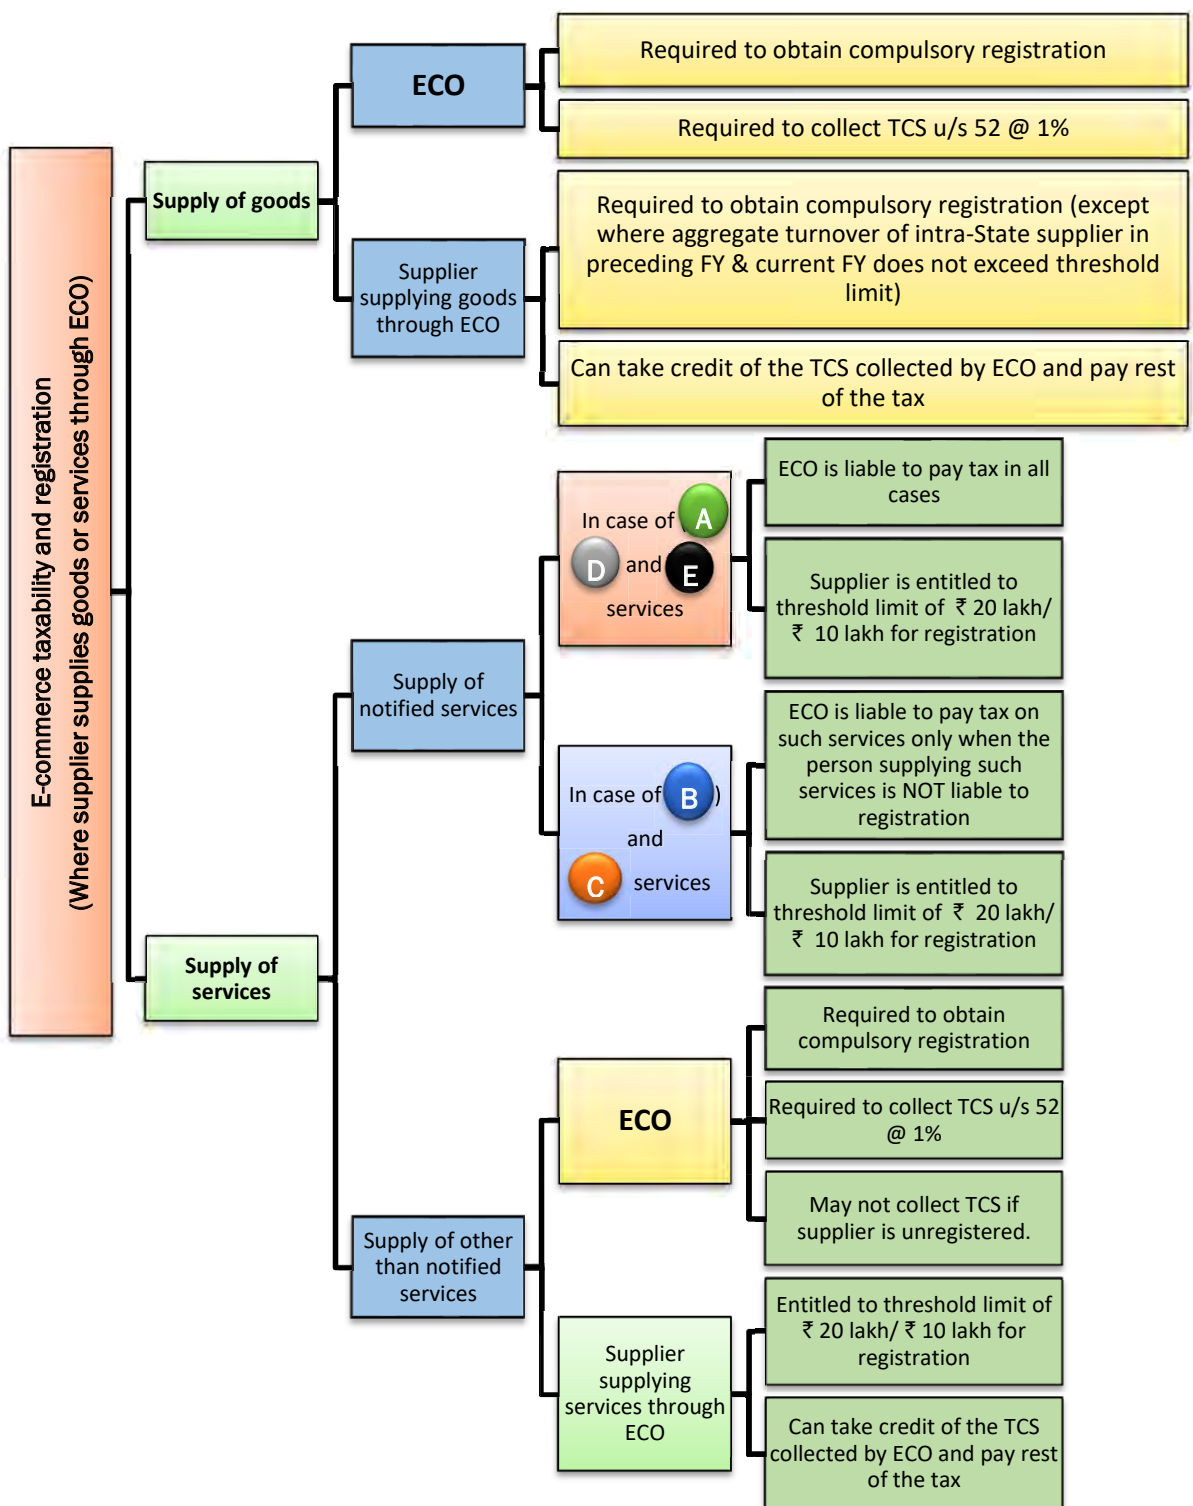 E-commerce taxability and registration
(Where supplier supplies goods or services through ECO)
Supply of goods
ECO
Required to obtain compulsory registration
Required to collect TCS u/s 52 @ 1%
Supplier
supplying goods
through ECO
Required to obtain compulsory registration (except
where aggregate turnover of intra-State supplier in
preceding FY & current FY does not exceed threshold
limit)
Can take credit of the TCS collected by ECO and pay rest
of the tax
Supply of
services
Supply of
notified services
In case of ( A
D and E
services
ECO is liable to pay tax in all
cases
Supplier is entitled to
threshold limit of ₹ 20 lakh/
₹ 10 lakh for registration
In case of B )
and
C services
ECO is liable to pay tax on
such services only when the
person supplying such
services is NOT liable to
registration
Supplier is entitled to
threshold limit of ₹ 20 lakh/
₹ 10 lakh for registration
Supply of other
than notified
services
ECO
Required to obtain
compulsory registration
Required to collect TCS u/s 52
@ 1%
May not collect TCS if
supplier is unregistered.
Supplier
supplying
services through
ECO
Entitled to threshold limit of
₹ 20 lakh/ ₹ 10 lakh for
registration
Can take credit of the TCS
collected by ECO and pay rest
of the tax